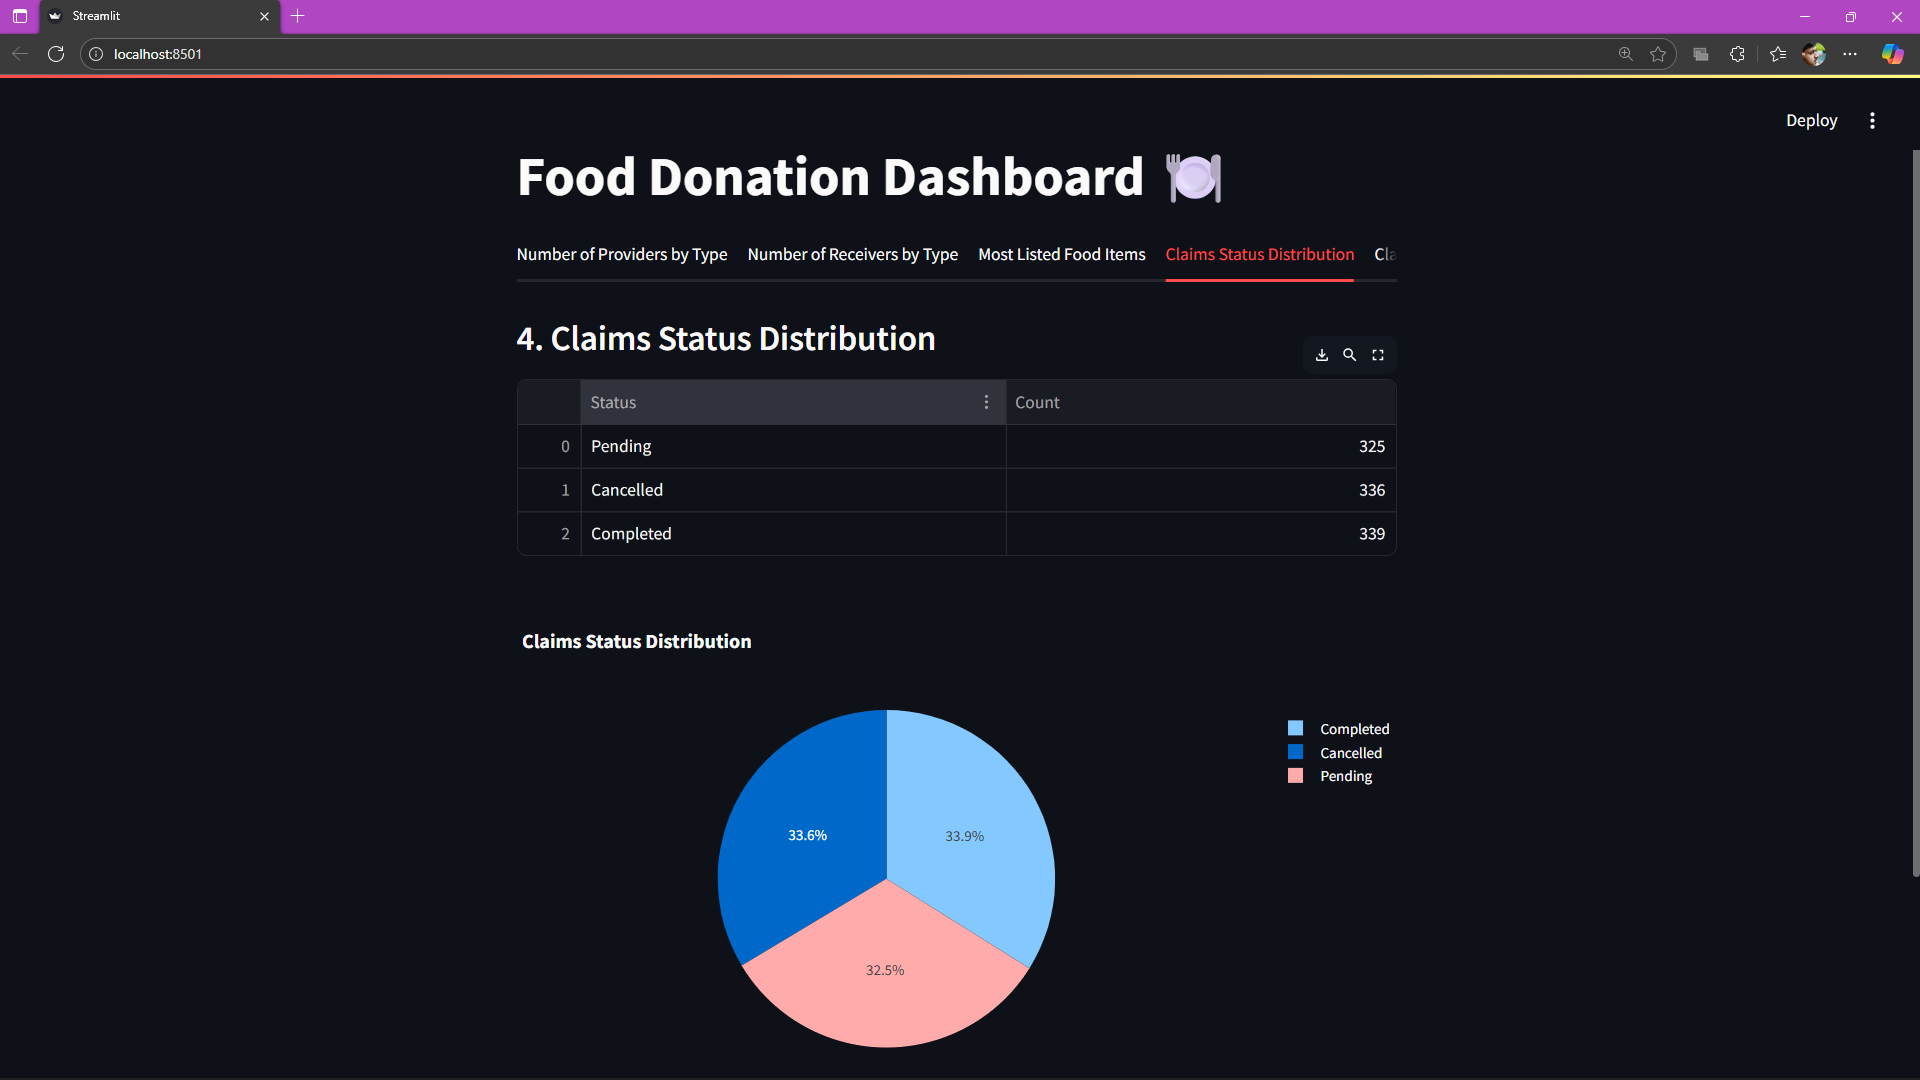 Streamlit
localhost:8501
Deploy
Food Donation Dashboard
Number of Providers by Type Number of Receivers by Type Most Listed Food Items Claims Status Distribution Cla
4. Claims Status Distribution
Status Count
0 Pending 325
1 Cancelled 336
2 Completed 339
Claims Status Distribution
Completed
Cancelled
Pending
33.6% 33.9%
32.5%